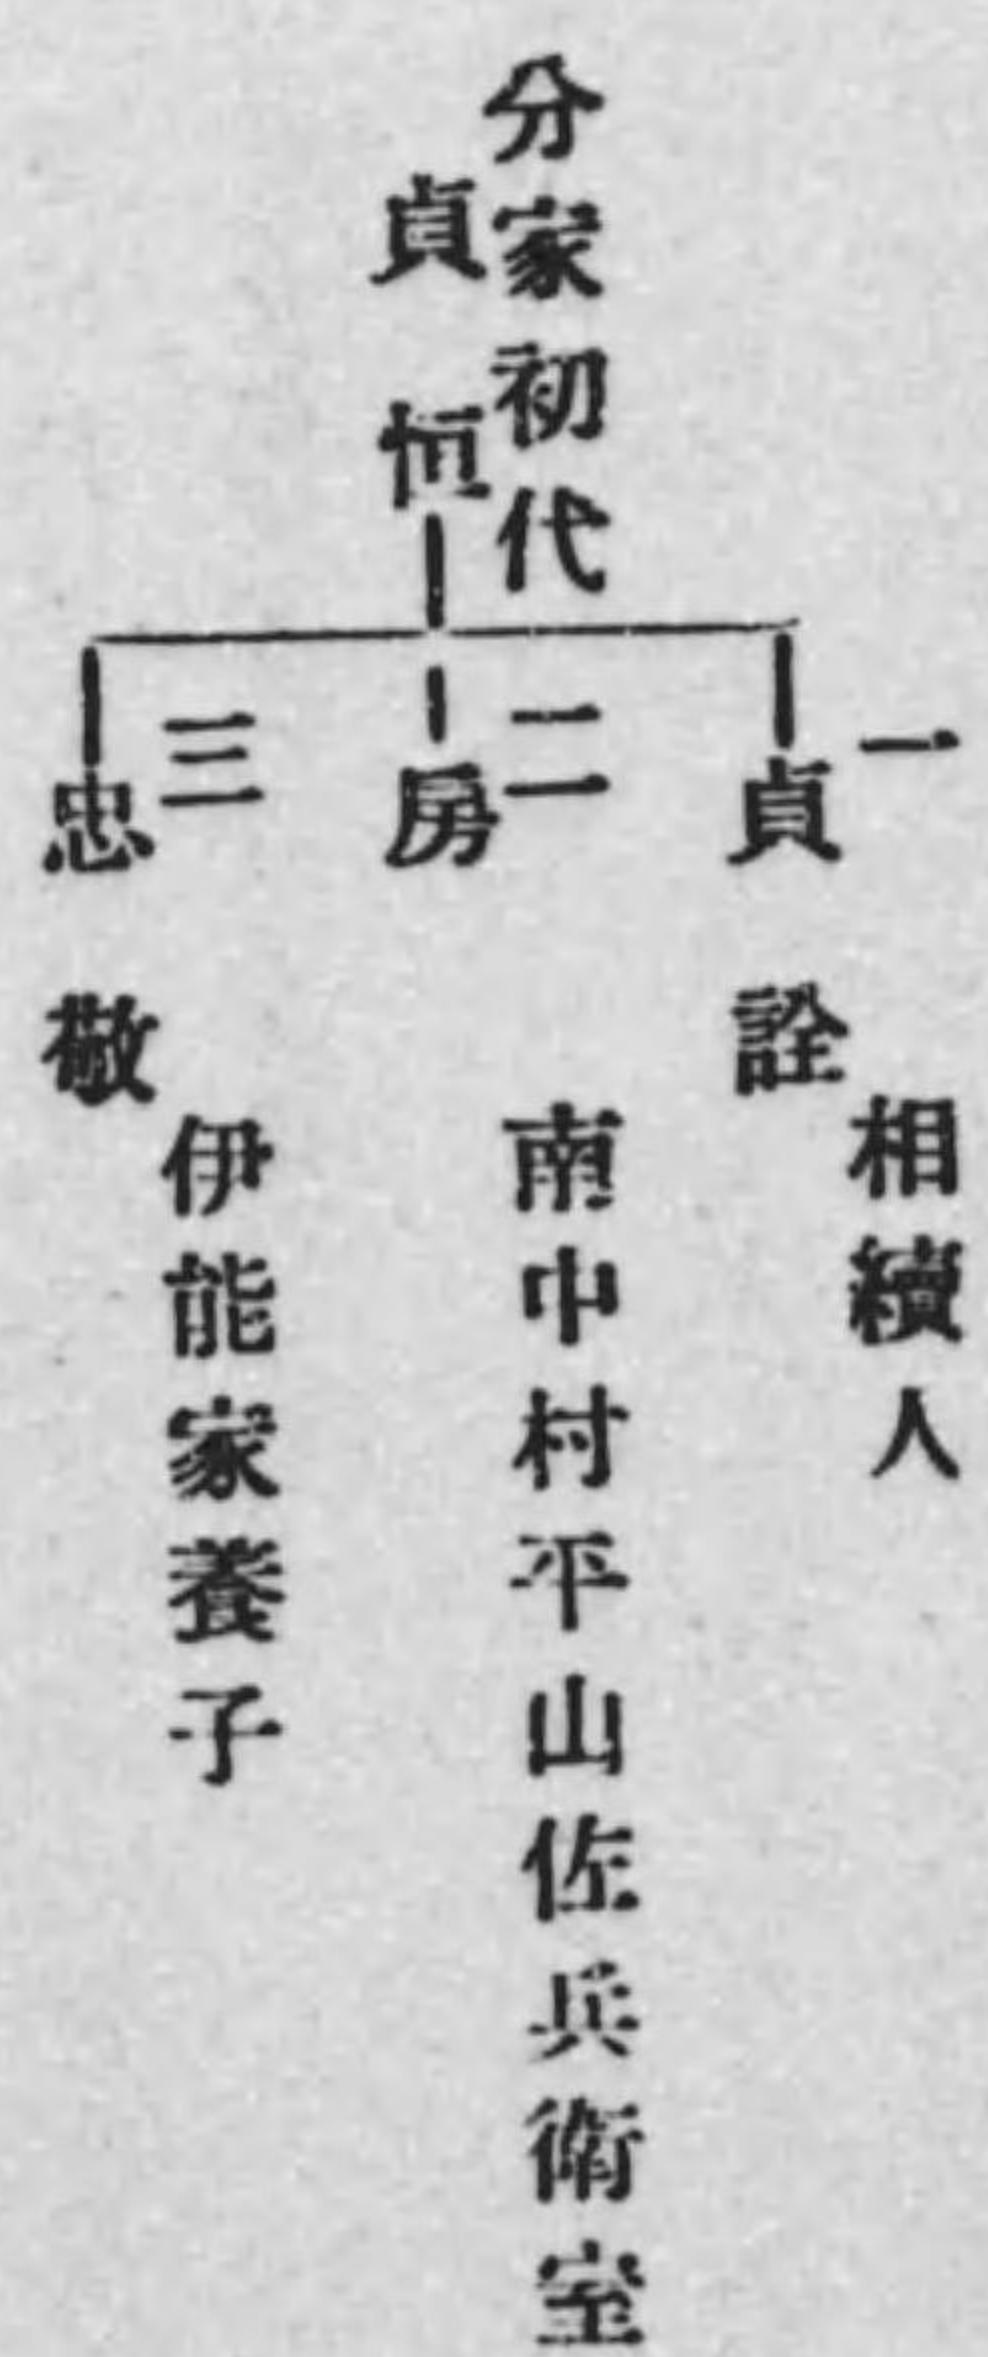 分家初代
貞恒
一
貞詮
相續人
二
房
南中村平山佐兵衛室
三
忠敬
伊能家養子